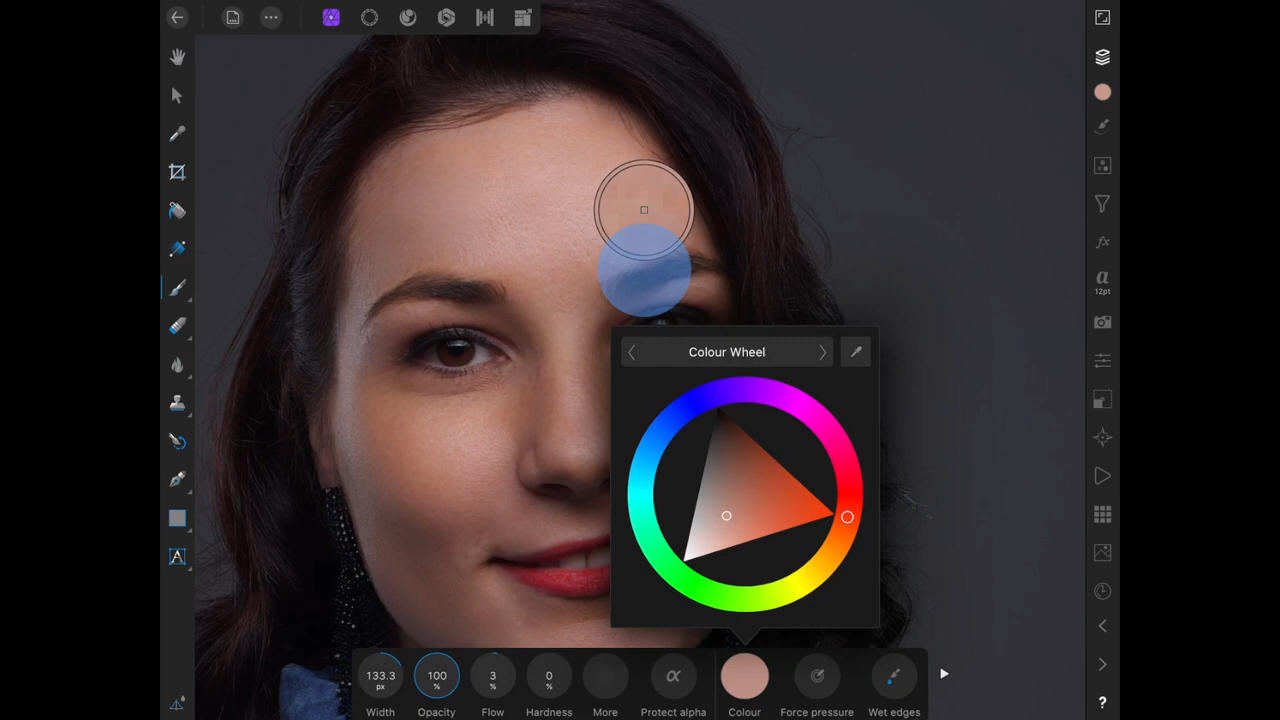 12pt
Colour Wheel
133.3
px
100
%
3
%
0
%
Width
Opacity
Flow
Hardness
More
Protect alpha
Colour
Force pressure
Wet edges
?